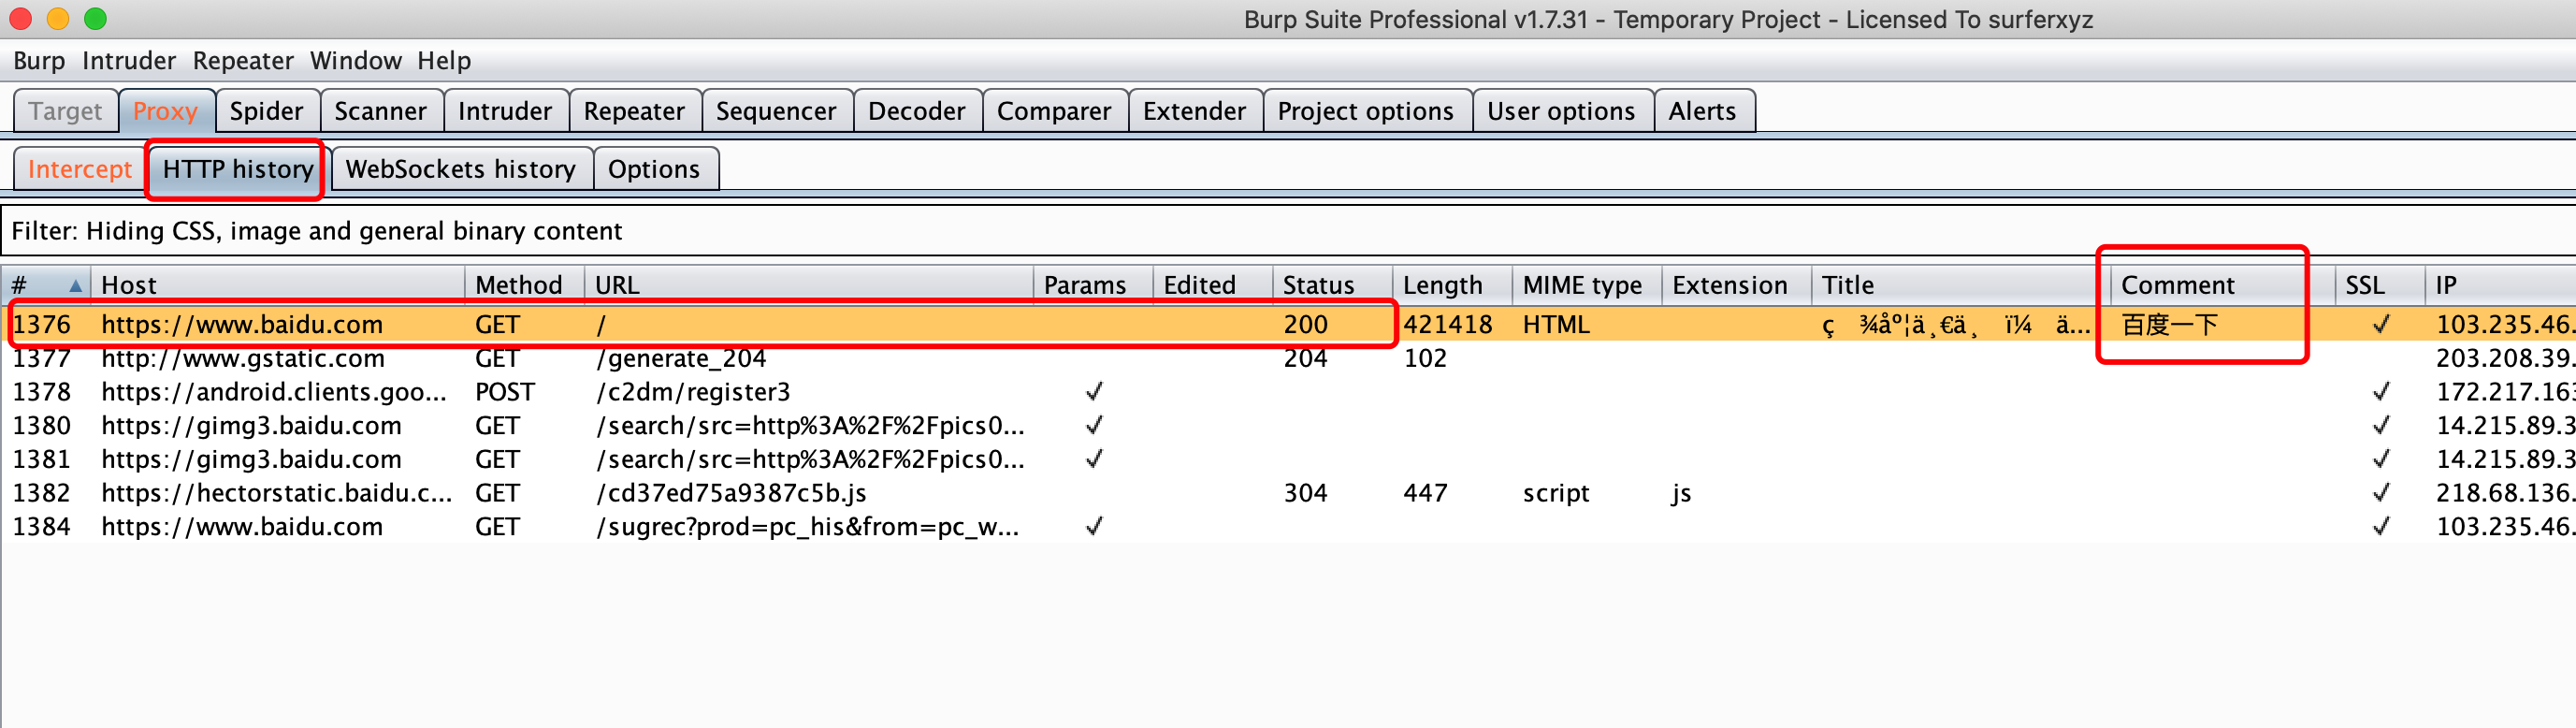 Burp Suite Professional v1.7.31 - Temporary Project - Licensed To surferxyz
Burp Intruder Repeater Window Help
Target Proxy Spider Scanner Intruder Repeater Sequencer Decoder Comparer Extender Project options User options Alerts
Intercept HTTP history WebSockets history Options
Filter: Hiding CSS, image and general binary content
# Host Method URL Params Edited Status Length MIME type Extension Title Comment SSL IP
1376 https://www.baidu.com GET / 200 421418 HTML ç ¾åº¦ä¸€ä¸ ï¼ ä... 百度一下 ✓ 103.235.46.
1377 http://www.gstatic.com GET /generate_204 204 102 203.208.39.
1378 https://android.clients.goo... POST /c2dm/register3 ✓ ✓ 172.217.163
1380 https://gimg3.baidu.com GET /search/src=http%3A%2F%2Fpics0... ✓ ✓ 14.215.89.3
1381 https://gimg3.baidu.com GET /search/src=http%3A%2F%2Fpics0... ✓ ✓ 14.215.89.3
1382 https://hectorstatic.baidu.c... GET /cd37ed75a9387c5b.js 304 447 script js ✓ 218.68.136.
1384 https://www.baidu.com GET /sugrec?prod=pc_his&from=pc_w... ✓ ✓ 103.235.46.